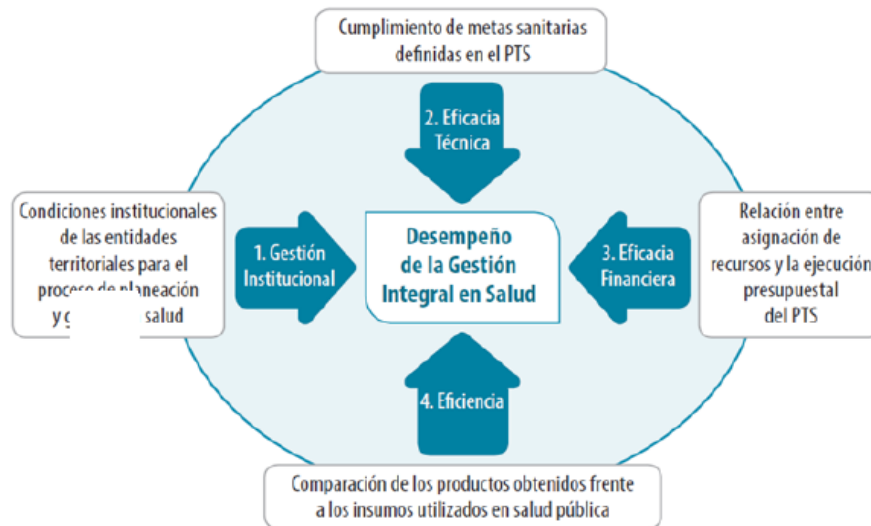 Cumplimiento de metas sanitarias
definidas en el PTS
2. Eficacia
Técnica
Condiciones institucionales
de las entidades
territoriales para el
proceso de planeación
y g salud
1. Gestión
Institucional
Desempeño
de la Gestión
Integral en Salud
3. Eficacia
Financiera
Relación entre
asignación de
recursos y la ejecución
presupuestal
del PTS
4. Eficiencia
Comparación de los productos obtenidos frente
a los insumos utilizados en salud pública